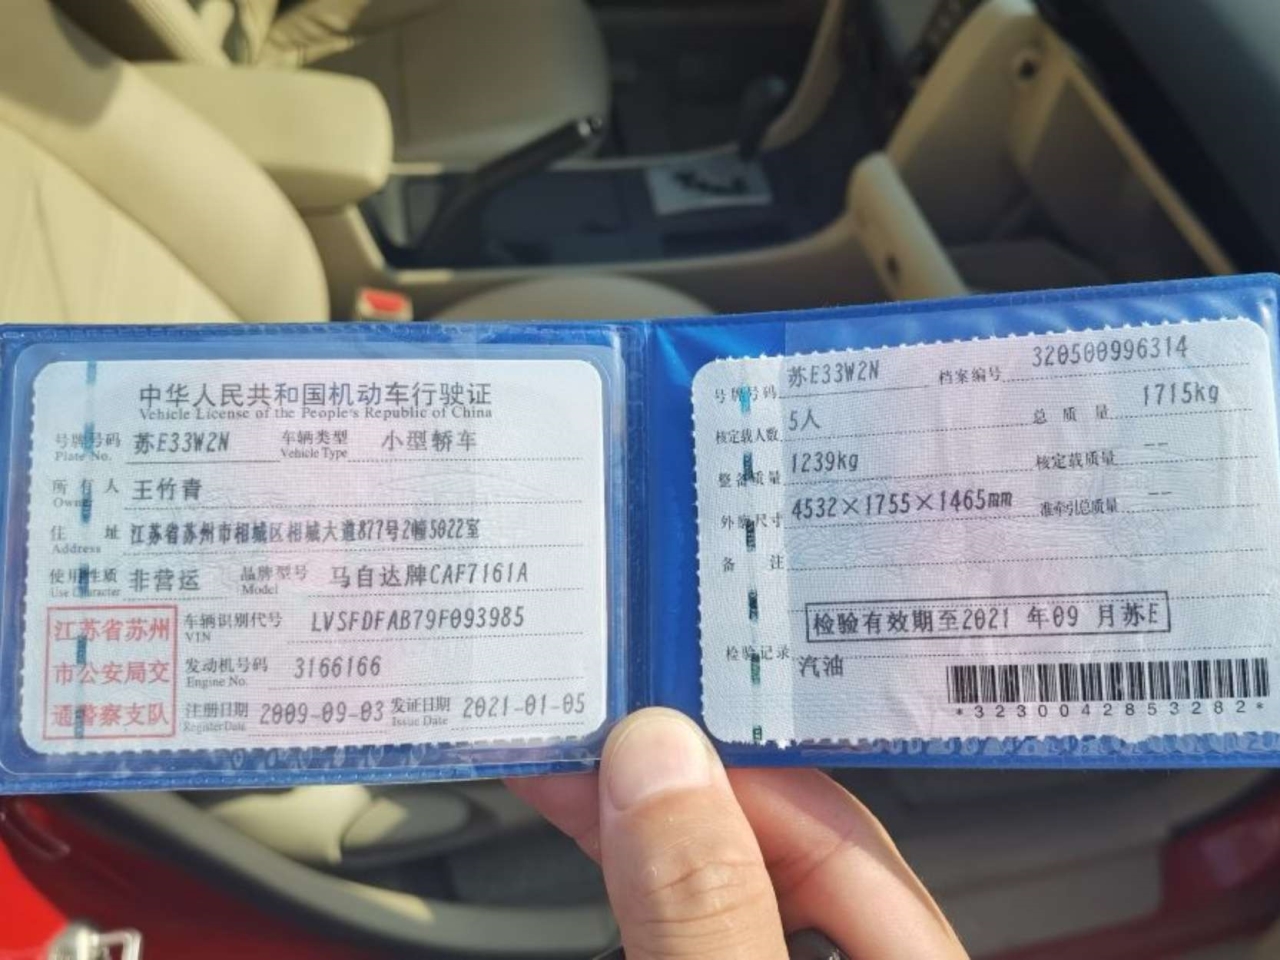 中华人民共和国机动车行驶证
Vehicle License of the People's Republic of China
号牌号码 苏E33W2N 车辆类型 小型轿车
Plate No. Vehicle Type
所有人 王竹青
Owner
住址 江苏省苏州市相城区相城大道877号2幢5022室
Address
使用性质 非营运 品牌型号 马自达牌CAF7161A
Use Character Model
江苏省苏州
市公安局交
通警察支队
车辆识别代号 LVSFDFAB79F093985
VIN
发动机号码 3166166
Engine No.
注册日期 2009-09-03 发证日期 2021-01-05
Register Date Issue Date
号牌号码 苏E33W2N 档案编号 320500996314
核定载人数 5人 总质量 1715kg
整备质量 1239kg 核定载质量 --
外廓尺寸 4532×1755×1465mm 准牵引总质量 --
备注
检验有效期至2021年09月苏E
检验记录 汽油
*3230042853282*